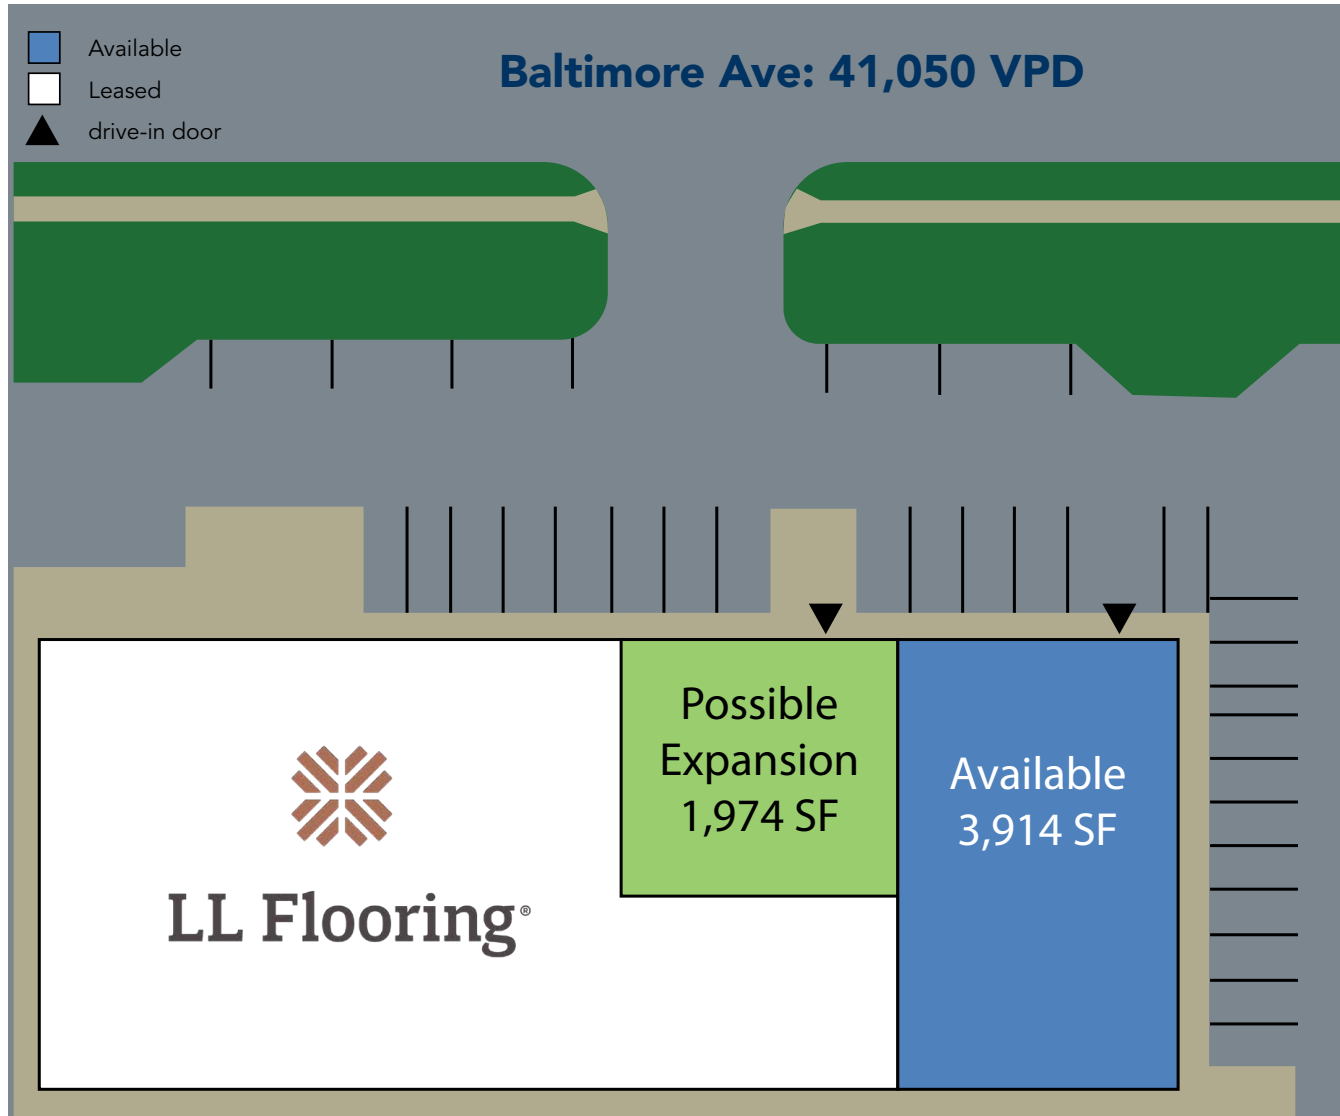 Available
Leased
drive-in door
Baltimore Ave: 41,050 VPD
Possible
Expansion
1,974 SF
Available
3,914 SF
LL Flooring®